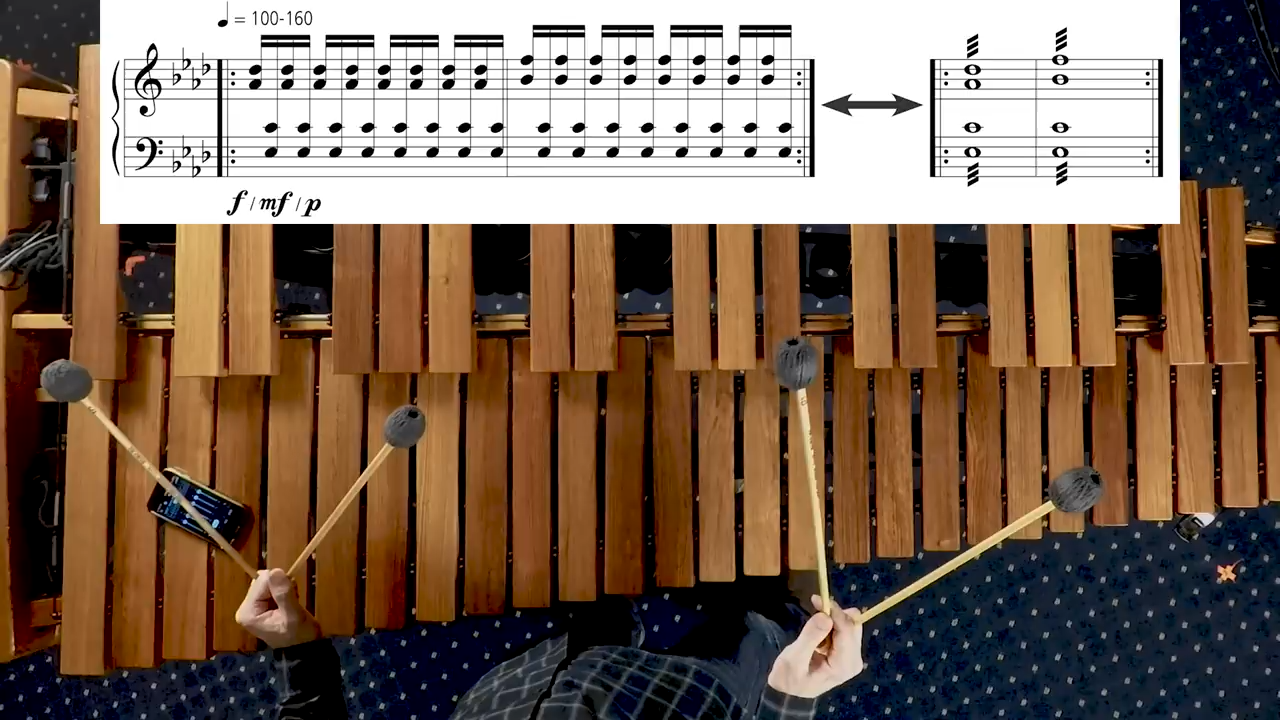 ♩ = 100-160
f / mf / p